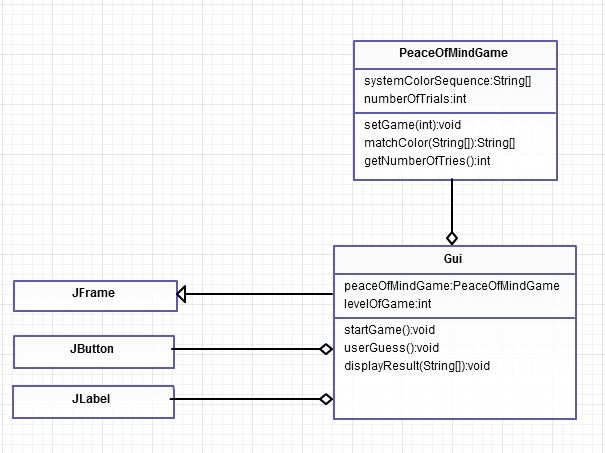 PeaceOfMindGame
systemColorSequence:String[]
numberOfTrials:int
setGame(int):void
matchColor(String[]):String[]
getNumberOfTries():int
Gui
peaceOfMindGame:PeaceOfMindGame
levelOfGame:int
startGame():void
userGuess():void
displayResult(String[]):void
JFrame
JButton
JLabel